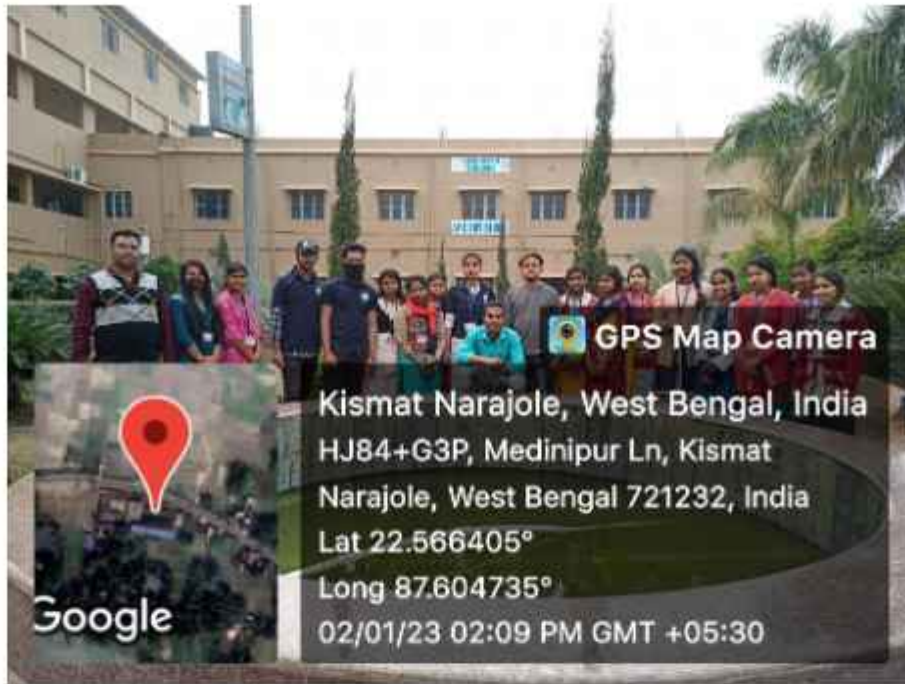 GPS Map Camera
Kismat Narajole, West Bengal, India
HJ84+G3P, Medinipur Ln, Kismat
Narajole, West Bengal 721232, India
Lat 22.566405°
Long 87.604735°
02/01/23 02:09 PM GMT +05:30
Google